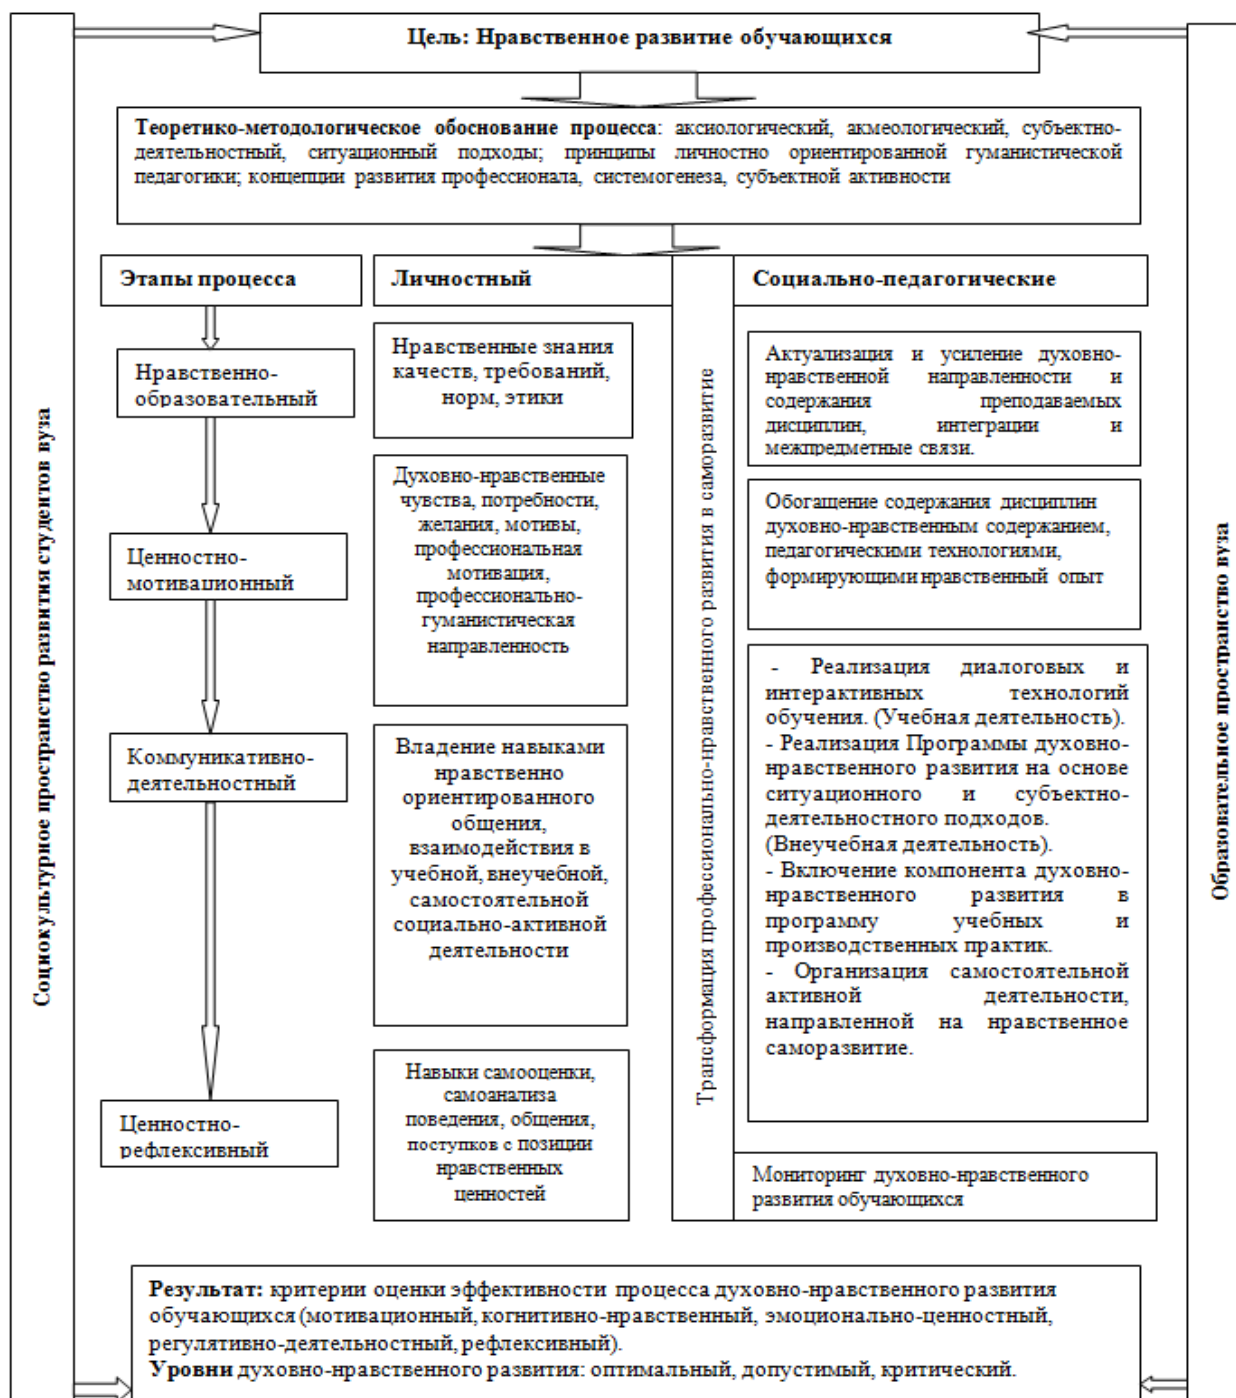 Цель: Нравственное развитие обучающихся
Теоретико-методологическое обоснование процесса: аксиологический, акмеологический, субъектно-
деятельностный, ситуационный подходы; принципы личностно ориентированной гуманистической
педагогики; концепции развития профессионала, системогенеза, субъектной активности
Социокультурное пространство развития студентов вуза
Этапы процесса
Нравственно-
образовательный
Ценностно-
мотивационный
Коммуникативно-
деятельностный
Ценностно-
рефлексивный
Личностный
Нравственные знания
качеств, требований,
норм, этики
Духовно-нравственные
чувства, потребности,
желания, мотивы,
профессиональная
мотивация,
профессионально-
гуманистическая
направленность
Владение навыками
нравственно
ориентированного
общения,
взаимодействия в
учебной, внеучебной,
самостоятельной
социально-активной
деятельности
Навыки самооценки,
самоанализа
поведения, общения,
поступков с позиции
нравственных
ценностей
Трансформация профессионально-нравственного развития в саморазвитие
Социально-педагогические
Актуализация и усиление духовно-
нравственной направленности и
содержания преподаваемых
дисциплин, интеграции и
межпредметные связи.
Обогащение содержания дисциплин
духовно-нравственным содержанием,
педагогическими технологиями,
формирующими нравственный опыт
- Реализация диалоговых и
интерактивных технологий
обучения. (Учебная деятельность).
- Реализация Программы духовно-
нравственного развития на основе
ситуационного и субъектно-
деятельностного подходов.
(Внеучебная деятельность).
- Включение компонента духовно-
нравственного развития в
программу учебных и
производственных практик.
- Организация самостоятельной
активной деятельности,
направленной на нравственное
саморазвитие.
Мониторинг духовно-нравственного
развития обучающихся
Образовательное пространство вуза
Результат: критерии оценки эффективности процесса духовно-нравственного развития
обучающихся (мотивационный, когнитивно-нравственный, эмоционально-ценностный,
регулятивно-деятельностный, рефлексивный).
Уровни духовно-нравственного развития: оптимальный, допустимый, критический.